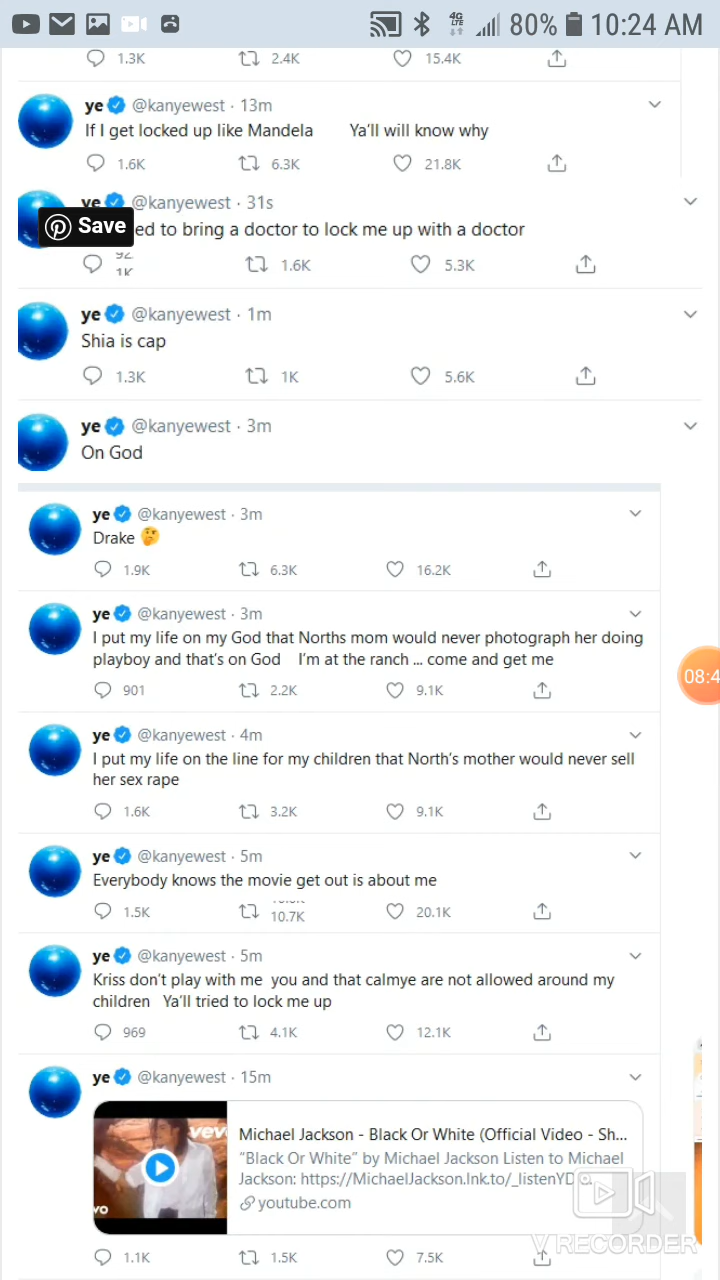 4G LTE 80% 10:24 AM
1.3K 2.4K 15.4K
ye @kanyewest · 13m
If I get locked up like Mandela Ya'll will know why
1.6K 6.3K 21.8K
ye @kanyewest · 31s
Save
ed to bring a doctor to lock me up with a doctor
1K 1.6K 5.3K
ye @kanyewest · 1m
Shia is cap
1.3K 1K 5.6K
ye @kanyewest · 3m
On God
ye @kanyewest · 3m
Drake 🤔
1.9K 6.3K 16.2K
ye @kanyewest · 3m
I put my life on my God that Norths mom would never photograph her doing
playboy and that's on God I'm at the ranch ... come and get me
901 2.2K 9.1K
08:4
ye @kanyewest · 4m
I put my life on the line for my children that North's mother would never sell
her sex rape
1.6K 3.2K 9.1K
ye @kanyewest · 5m
Everybody knows the movie get out is about me
1.5K 10.7K 20.1K
ye @kanyewest · 5m
Kriss don't play with me you and that calmye are not allowed around my
children Ya'll tried to lock me up
969 4.1K 12.1K
ye @kanyewest · 15m
vevo
Michael Jackson - Black Or White (Official Video - Sh...
"Black Or White" by Michael Jackson Listen to Michael
Jackson: https://MichaelJackson.lnk.to/_listenYD
vo
youtube.com
V RECORDER
1.1K 1.5K 7.5K